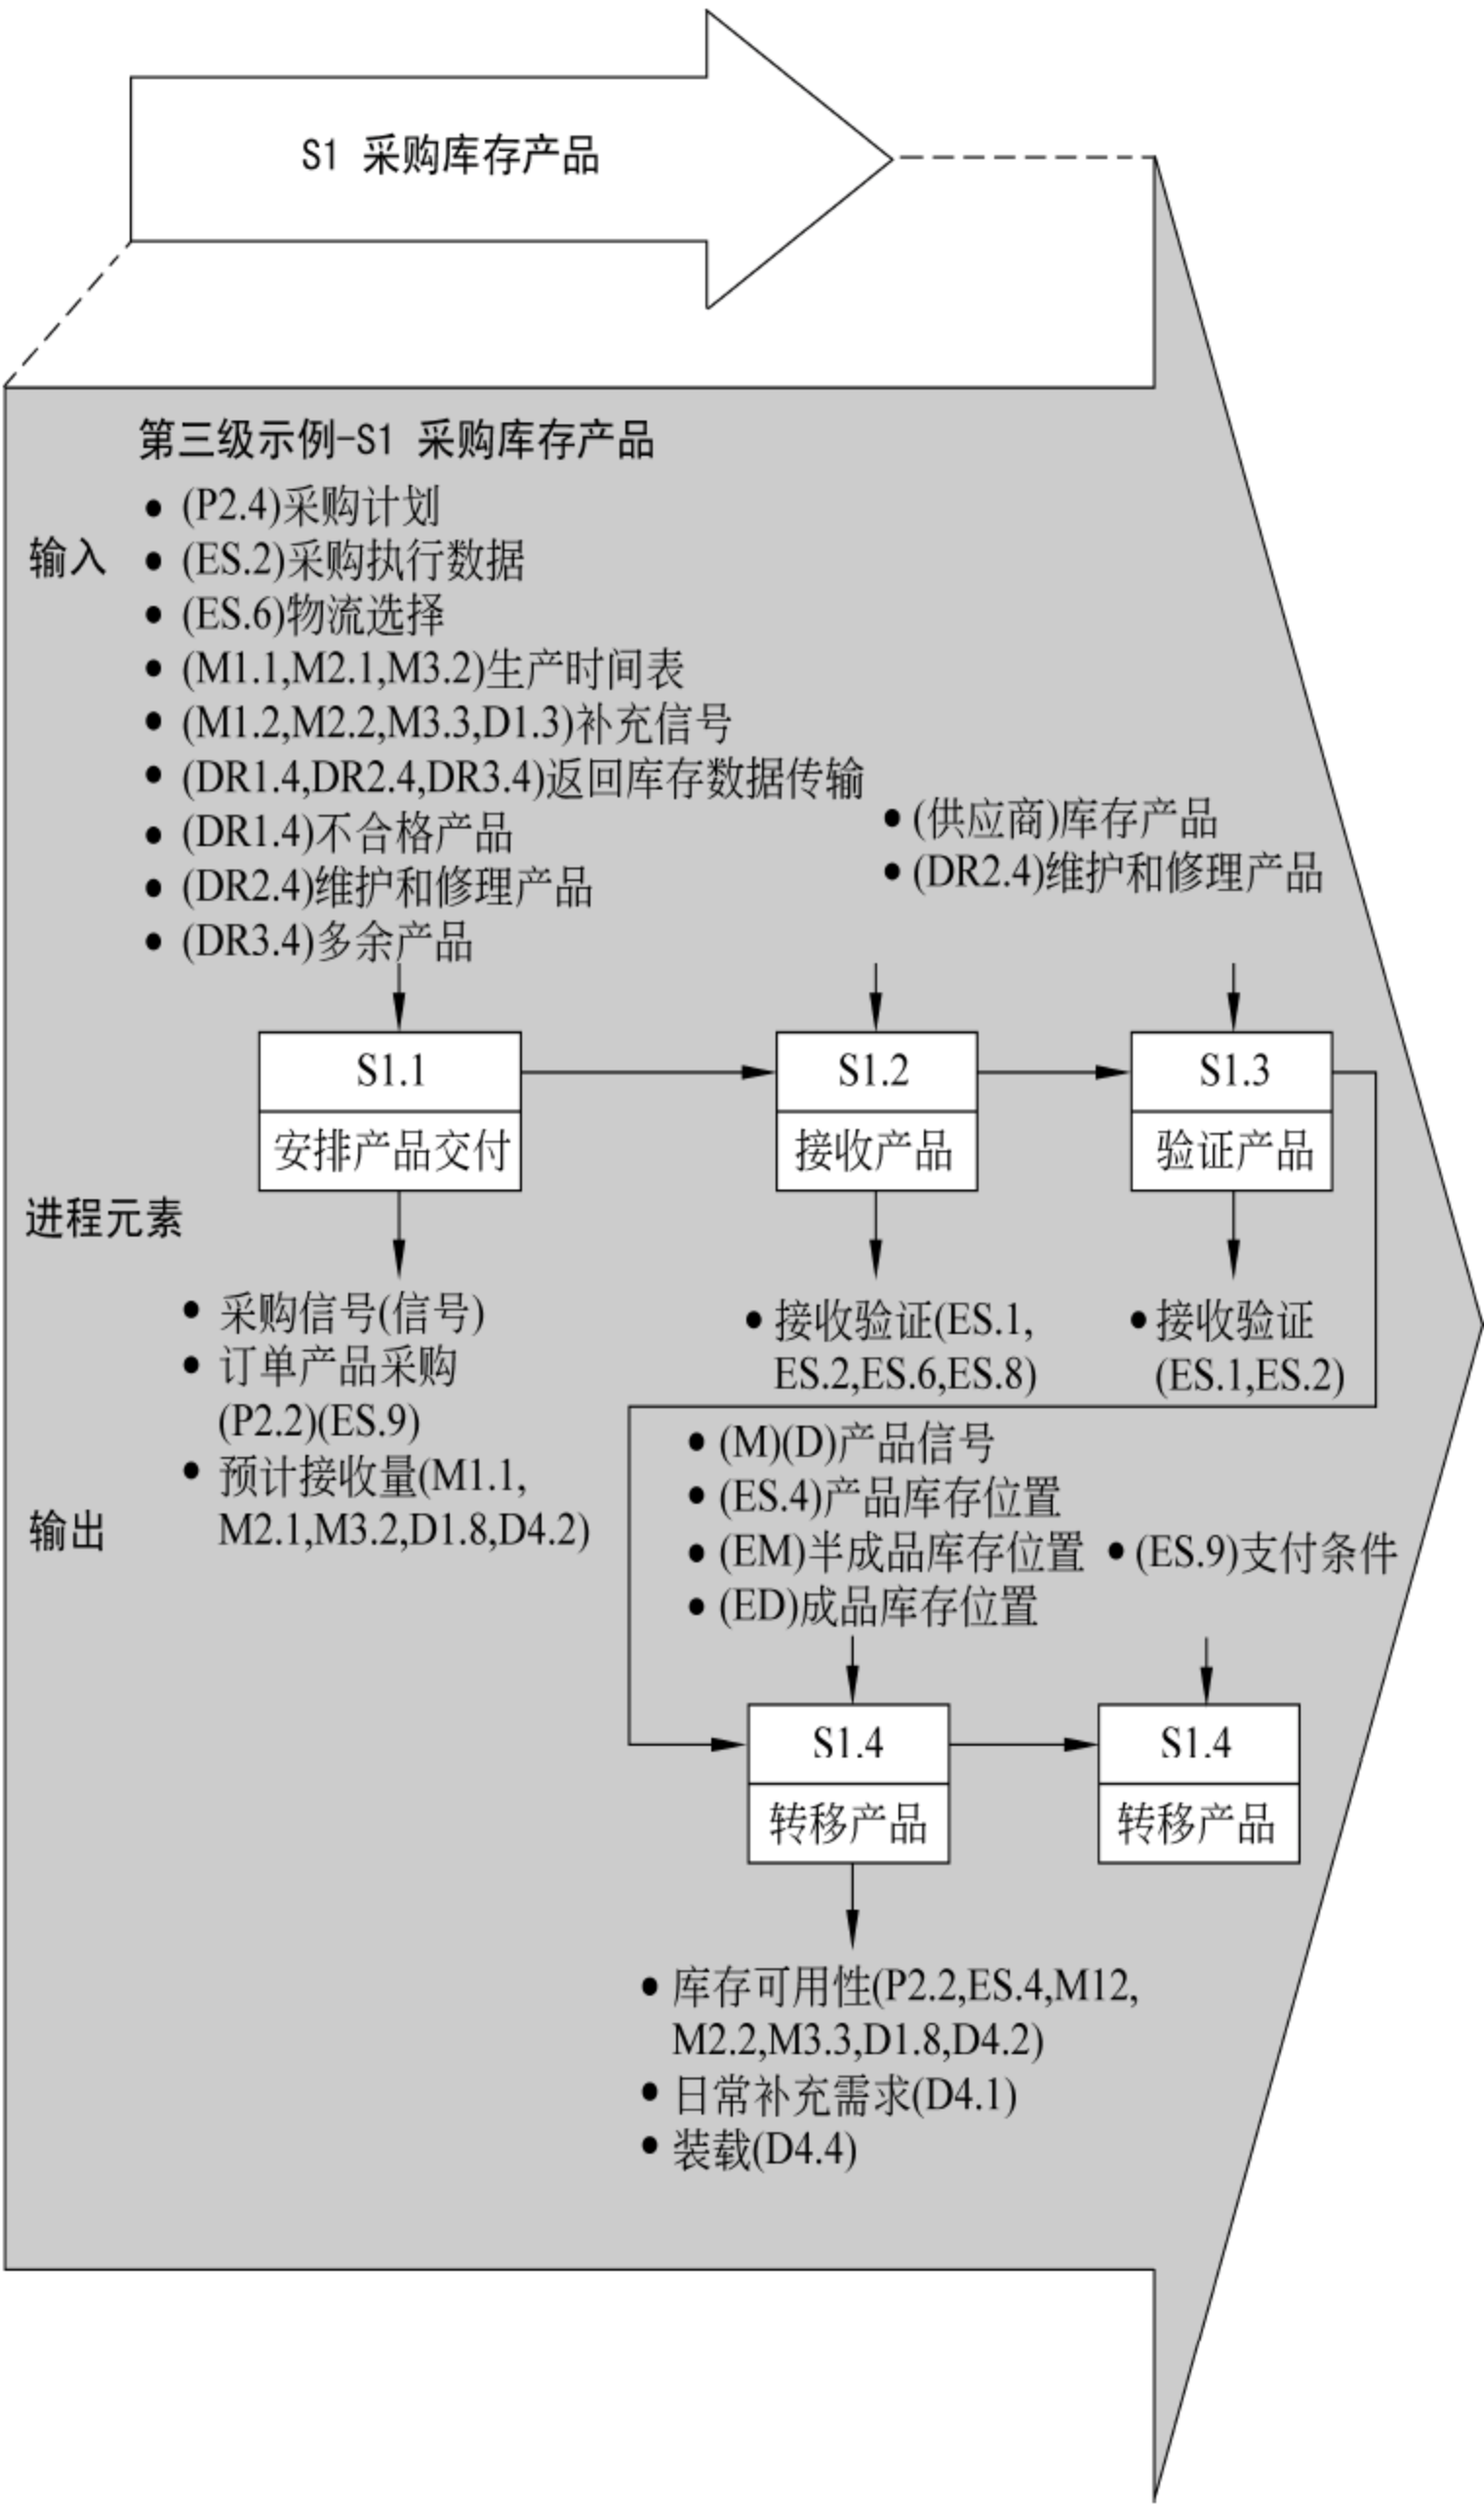 S1 采购库存产品
第三级示例-S1 采购库存产品
输入
• (P2.4)采购计划
• (ES.2)采购执行数据
• (ES.6)物流选择
• (M1.1,M2.1,M3.2)生产时间表
• (M1.2,M2.2,M3.3,D1.3)补充信号
• (DR1.4,DR2.4,DR3.4)返回库存数据传输
• (DR1.4)不合格产品
• (DR2.4)维护和修理产品
• (DR3.4)多余产品
• (供应商)库存产品
• (DR2.4)维护和修理产品
S1.1
安排产品交付
S1.2
接收产品
S1.3
验证产品
进程元素
• 采购信号(信号)
• 订单产品采购
(P2.2)(ES.9)
• 预计接收量(M1.1,
M2.1,M3.2,D1.8,D4.2)
• 接收验证(ES.1,
ES.2,ES.6,ES.8)
• 接收验证
(ES.1,ES.2)
输出
• (M)(D)产品信号
• (ES.4)产品库存位置
• (EM)半成品库存位置
• (ED)成品库存位置
• (ES.9)支付条件
S1.4
转移产品
S1.4
转移产品
• 库存可用性(P2.2,ES.4,M12,
M2.2,M3.3,D1.8,D4.2)
• 日常补充需求(D4.1)
• 装载(D4.4)